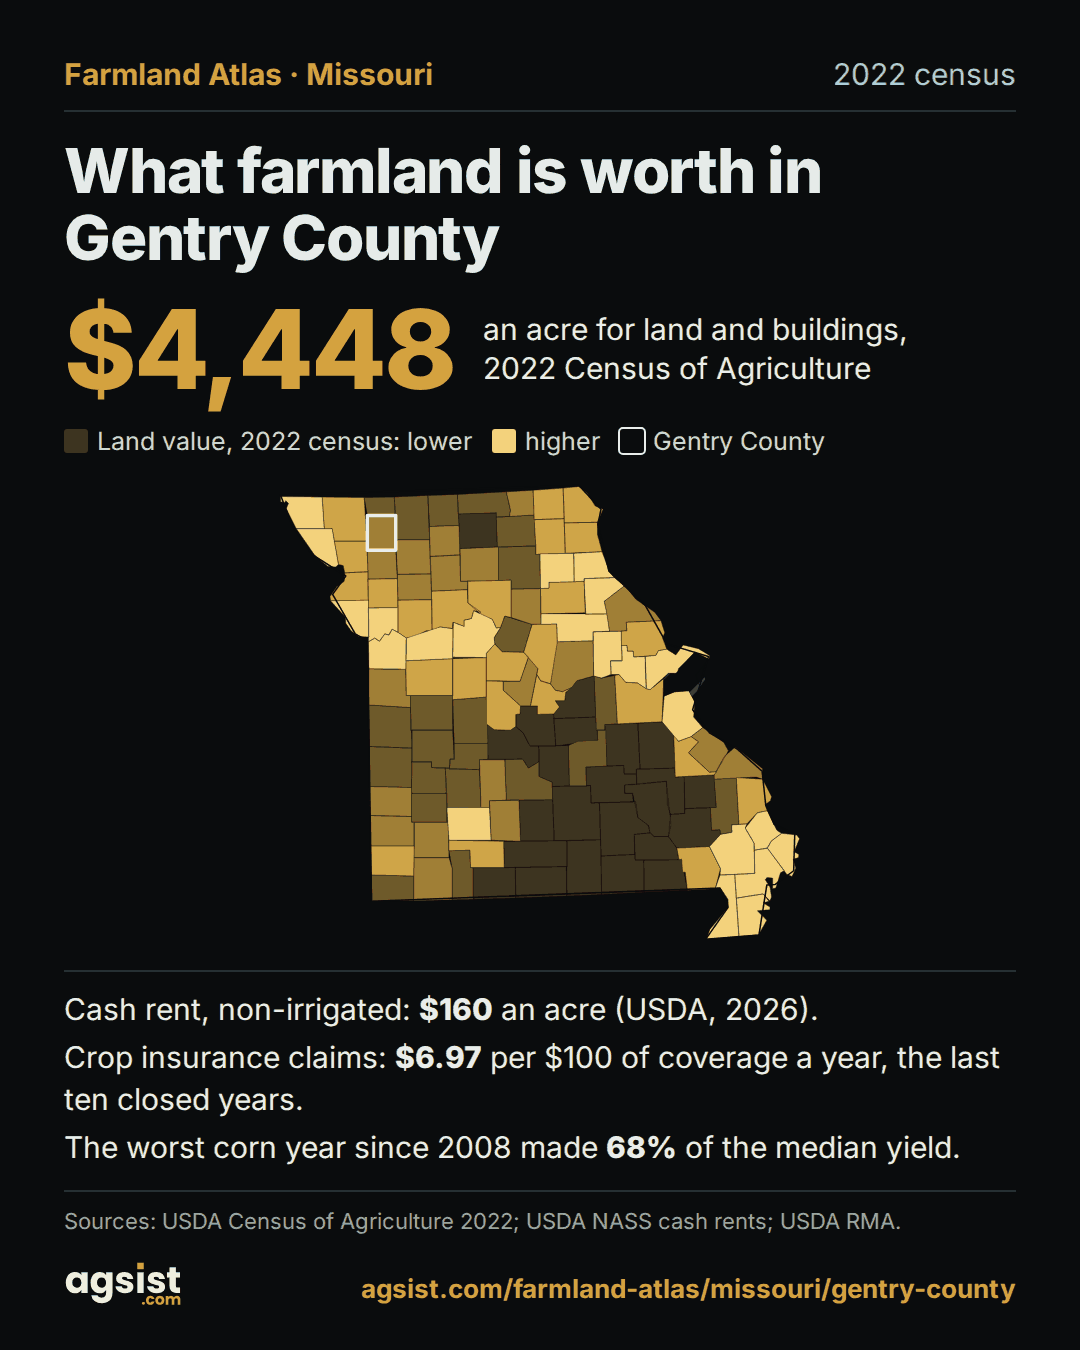 Farmland Atlas · Missouri
2022 census
What farmland is worth in
Gentry County
$4,448
an acre for land and buildings,
2022 Census of Agriculture
Land value, 2022 census: lower
higher
Gentry County
Cash rent, non-irrigated: $160 an acre (USDA, 2026).
Crop insurance claims: $6.97 per $100 of coverage a year, the last
ten closed years.
The worst corn year since 2008 made 68% of the median yield.
Sources: USDA Census of Agriculture 2022; USDA NASS cash rents; USDA RMA.
agsist
.com
agsist.com/farmland-atlas/missouri/gentry-county